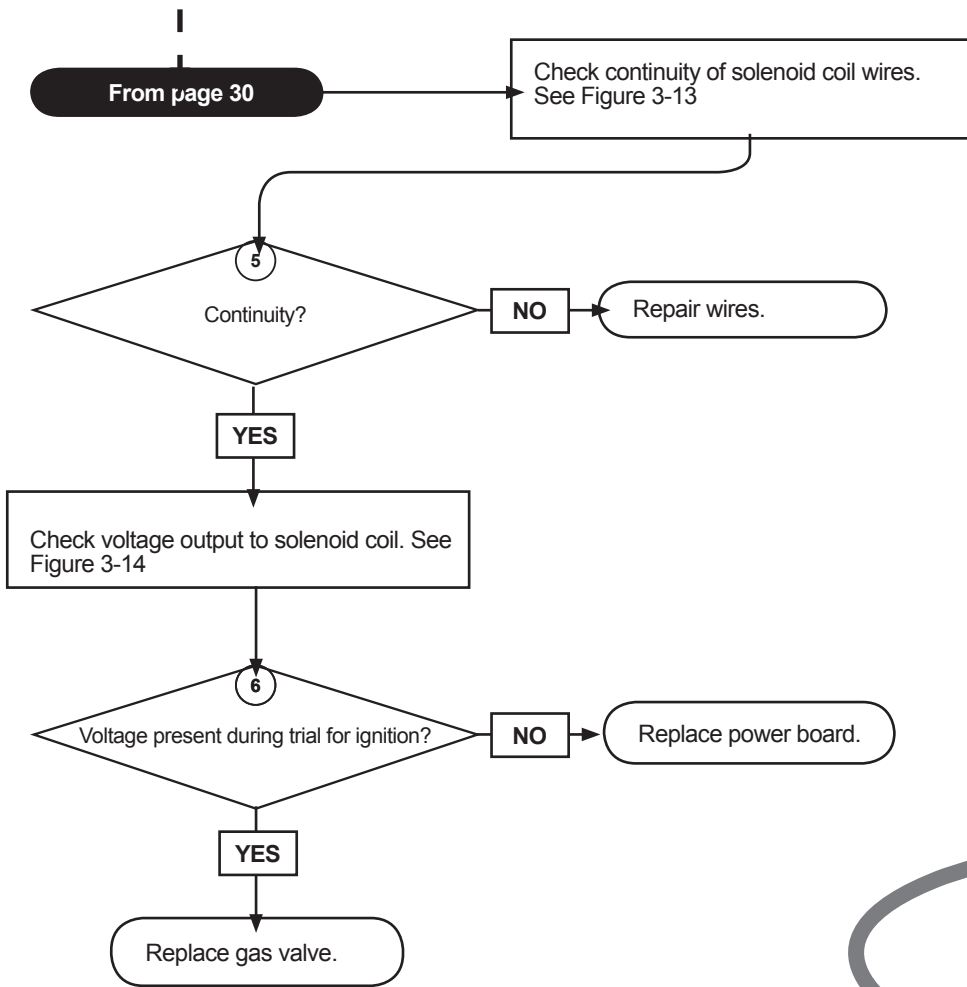 From page 30
Check continuity of solenoid coil wires.
See Figure 3-13
5
Continuity?
NO
Repair wires.
YES
Check voltage output to solenoid coil. See
Figure 3-14
6
Voltage present during trial for ignition?
NO
Replace power board.
YES
Replace gas valve.